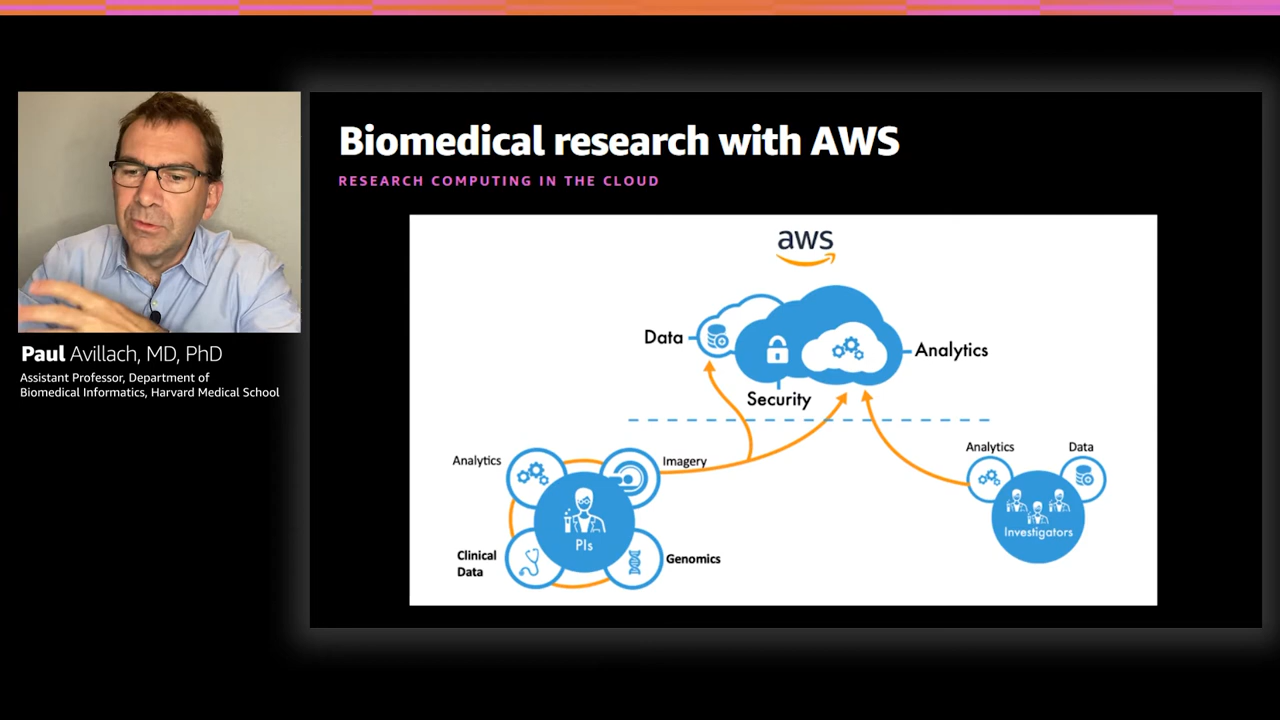 Biomedical research with AWS
RESEARCH COMPUTING IN THE CLOUD
Paul Avillach, MD, PhD
Assistant Professor, Department of
Biomedical Informatics, Harvard Medical School
aws
Data
Analytics
Security
Analytics
Imagery
PIs
Clinical
Data
Genomics
Analytics
Data
Investigators